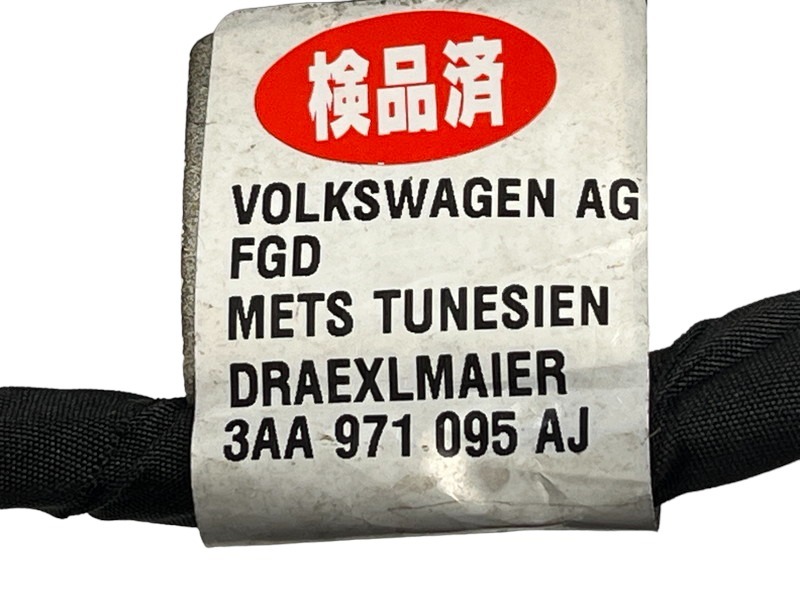 検品済
VOLKSWAGEN AG
FGD
METS TUNESIEN
DRAEXLMAIER
3AA 971 095 AJ